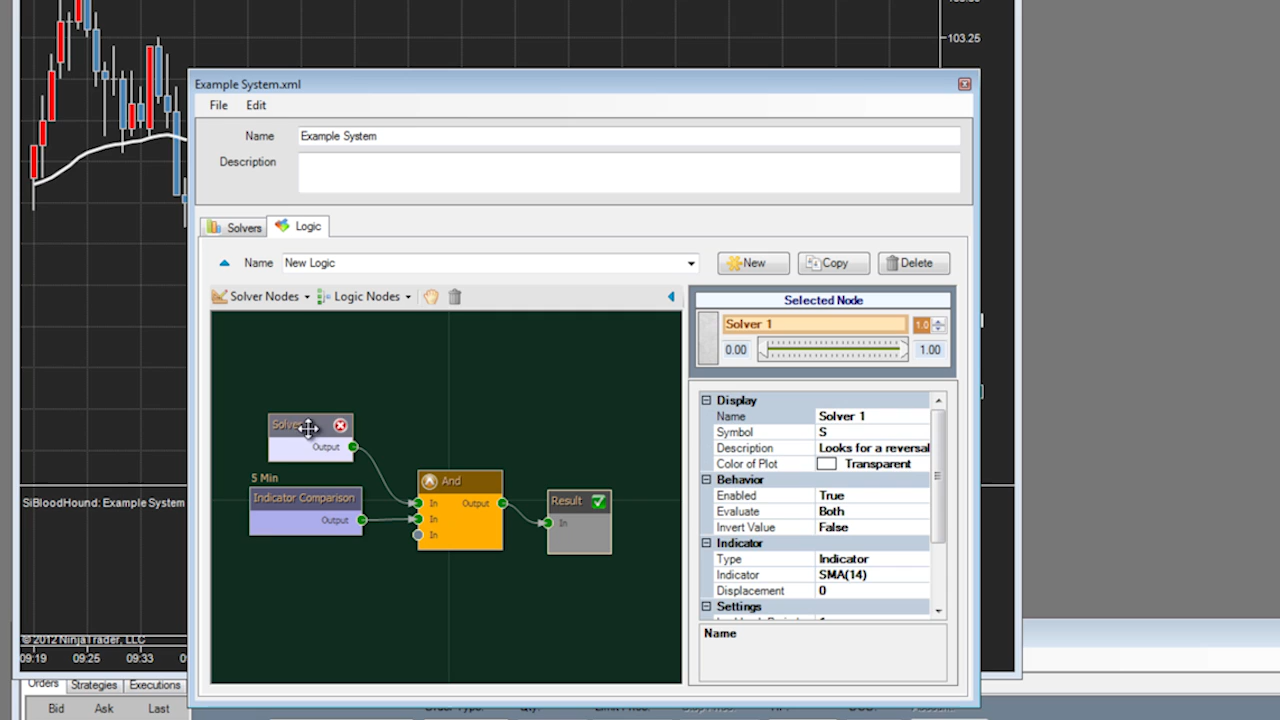 103.25
Example System.xml
File Edit
Name Example System
Description
Solvers Logic
Name New Logic New Copy Delete
Solver Nodes Logic Nodes
Selected Node
Solver 1 1.0
0.00 1.00
Output
5 Min
Indicator Comparison
Output
And
In Output
In
In
Result
In
Display
Name Solver 1
Symbol S
Description Looks for a reversal
Color of Plot Transparent
Behavior
Enabled True
Evaluate Both
Invert Value False
Indicator
Type Indicator
Indicator SMA(14)
Displacement 0
Settings
Name
SiBloodHound: Example System
© 2012 NinjaTrader, LLC
09:19 09:25 09:33
Orders Strategies Executions
Bid Ask Last